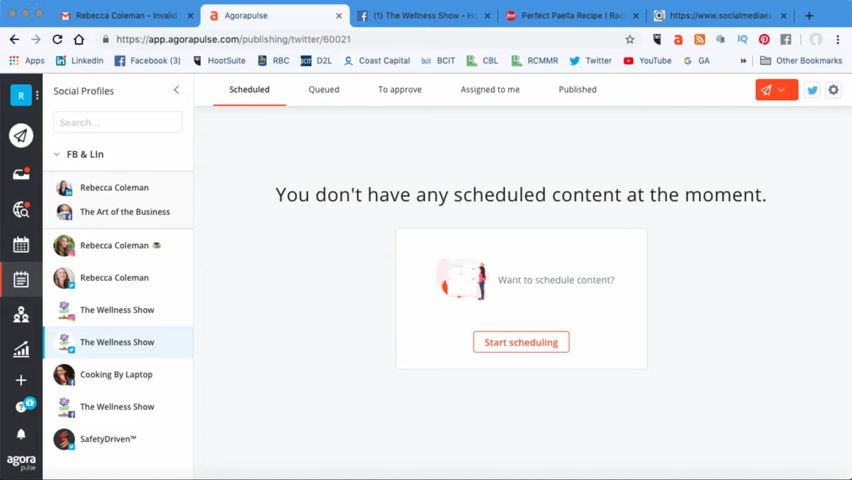 Rebecca Coleman - Invalid
Agorapulse
(1) The Wellness Show - H
Perfect Paella Recipe | Rac
https://www.socialmediaex
https://app.agorapulse.com/publishing/twitter/60021
LinkedIn
Facebook (3)
HootSuite
RBC
D2L
Coast Capital
BCIT
CBL
RCMMR
Twitter
YouTube
GA
»
Other Bookmarks
R
Social Profiles
Scheduled
Queued
To approve
Assigned to me
Published
Search...
FB & LIn
Rebecca Coleman
The Art of the Business
Rebecca Coleman
Rebecca Coleman
The Wellness Show
The Wellness Show
Cooking By Laptop
The Wellness Show
SafetyDriven™
You don't have any scheduled content at the moment.
Want to schedule content?
Start scheduling
agora
pulse